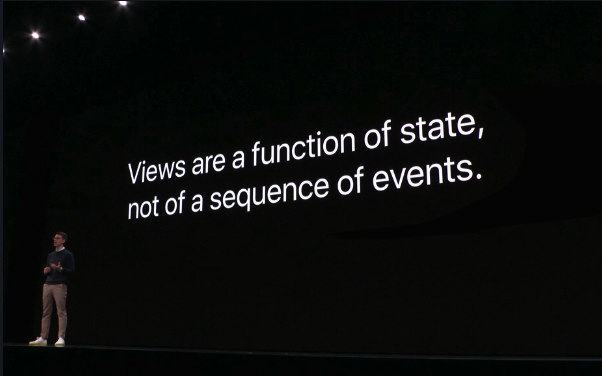 Views are a function of state,
not of a sequence of events.